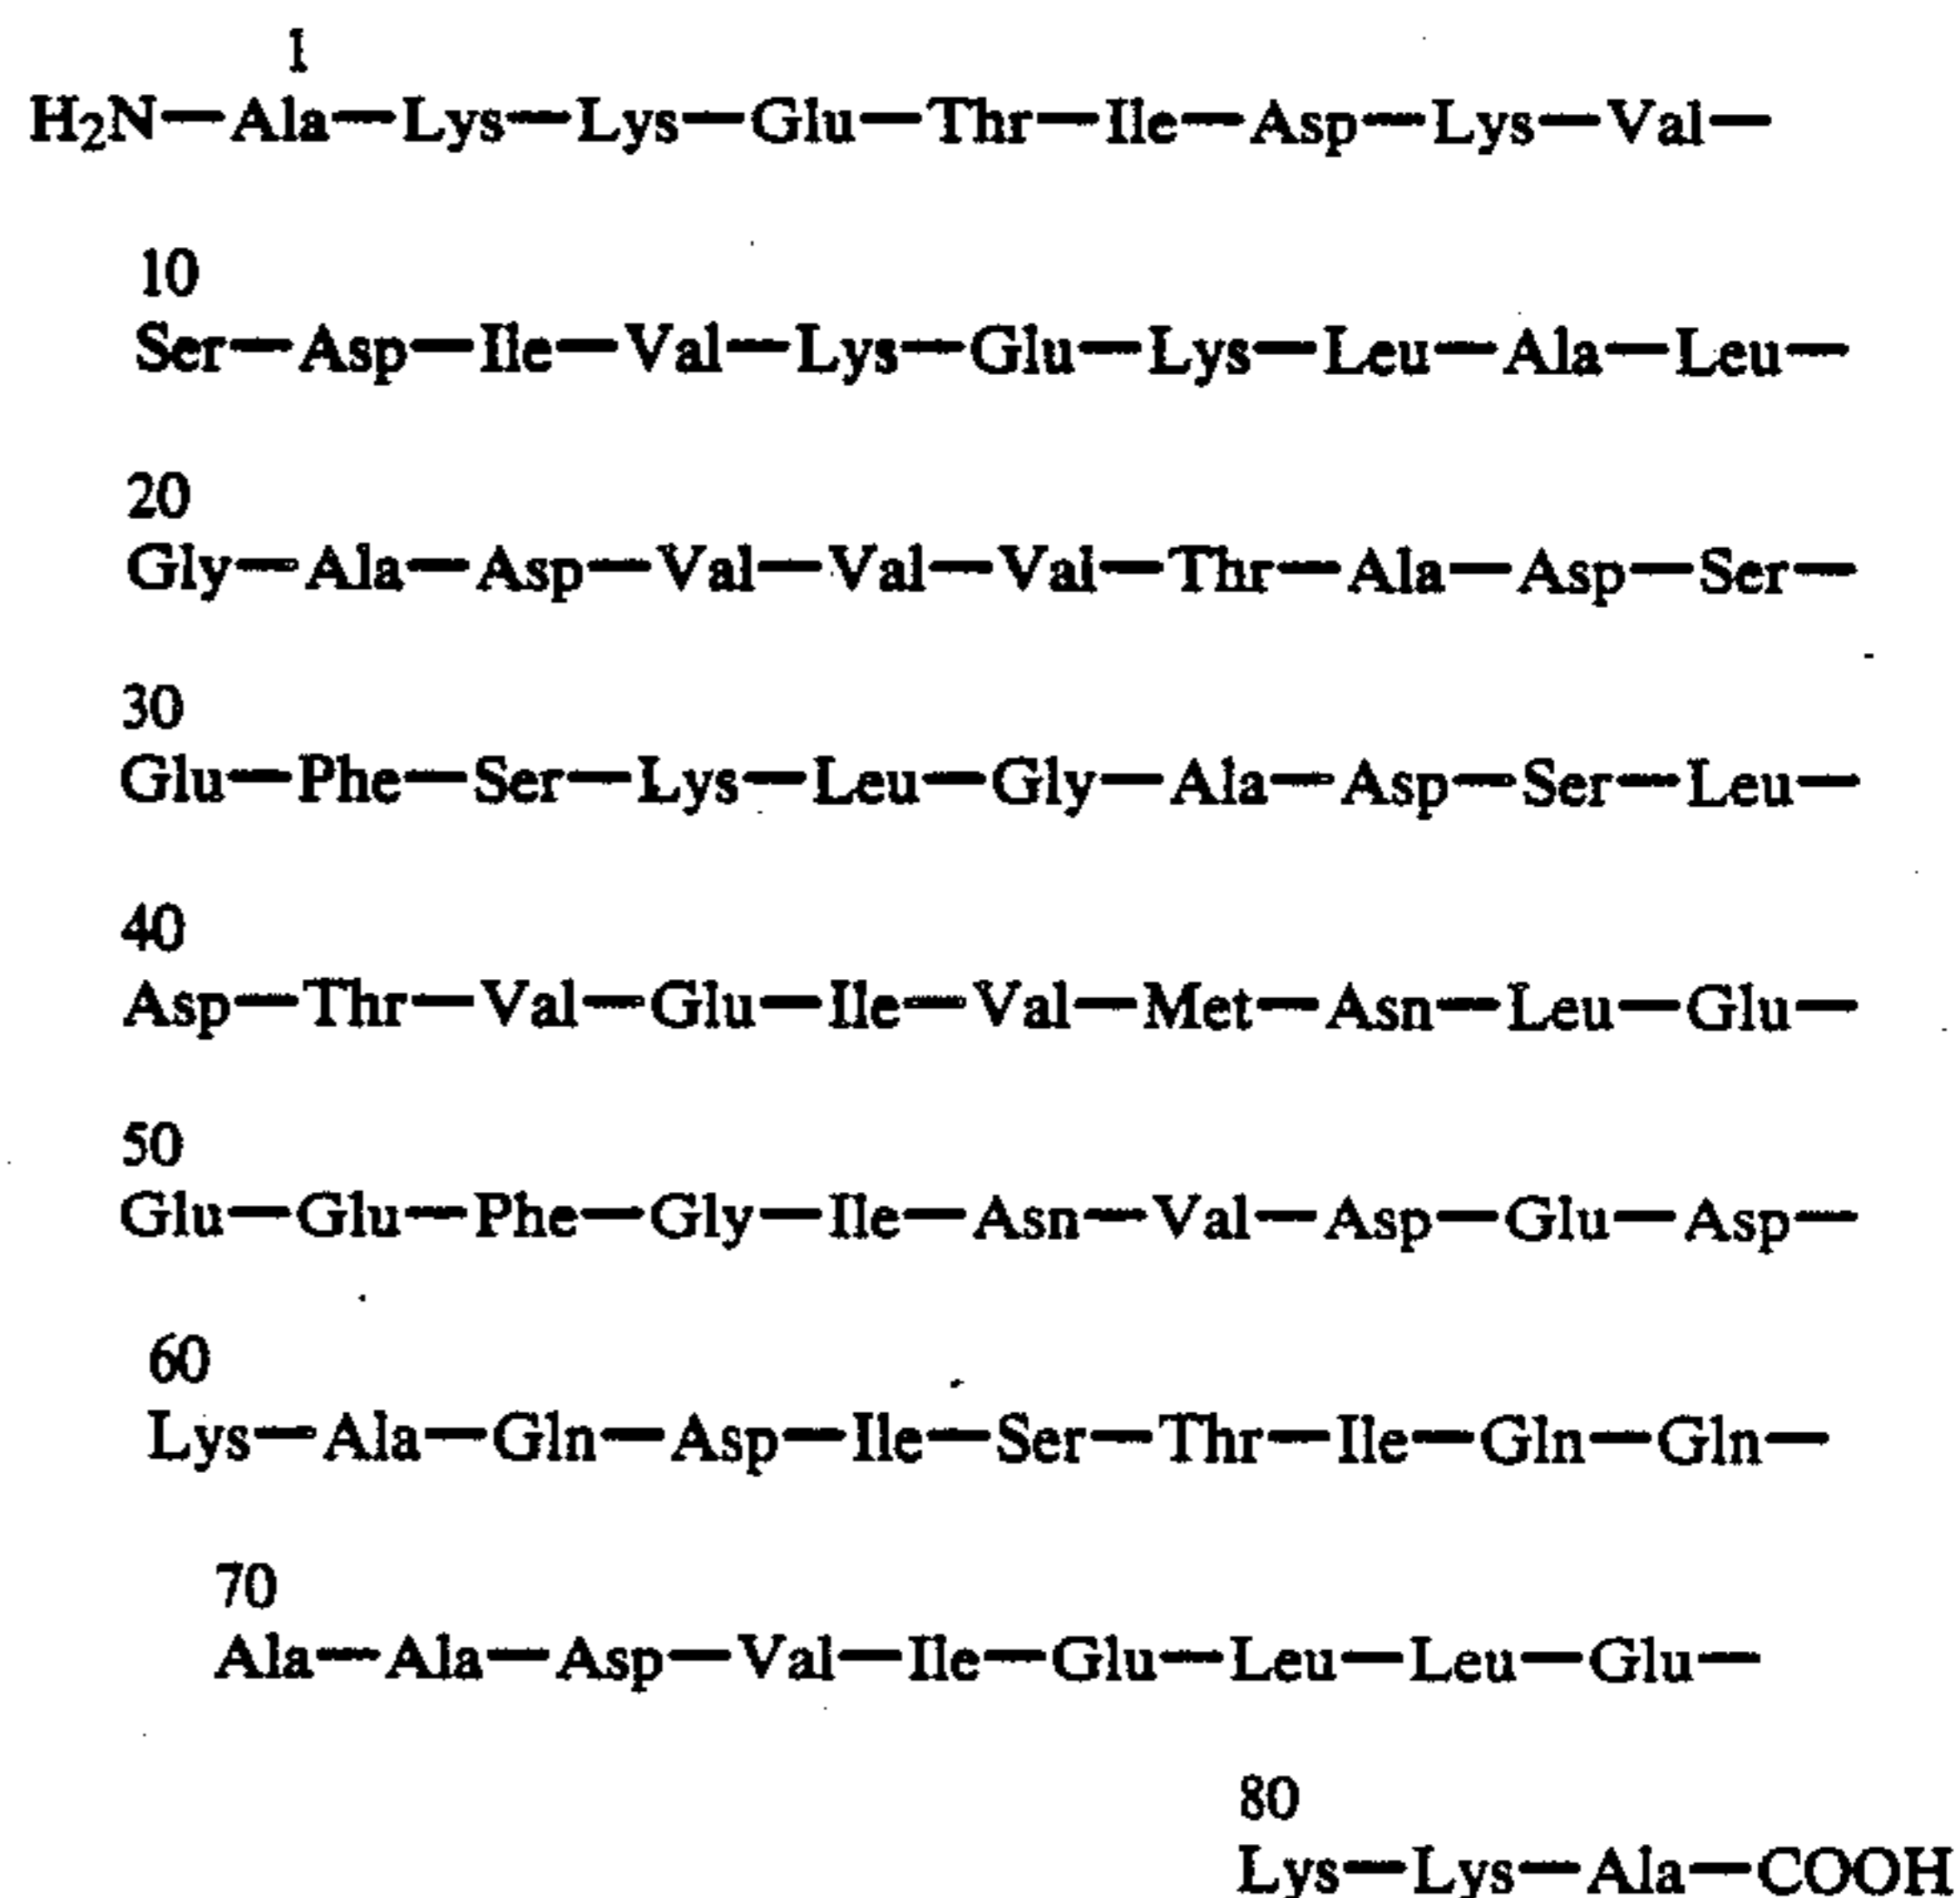 1
H₂N—Ala—Lys—Lys—Glu—Thr—Ile—Asp—Lys—Val—
10
Ser—Asp—Ile—Val—Lys—Glu—Lys—Leu—Ala—Leu—
20
Gly—Ala—Asp—Val—Val—Val—Thr—Ala—Asp—Ser—
30
Glu—Phe—Ser—Lys—Leu—Gly—Ala—Asp—Ser—Leu—
40
Asp—Thr—Val—Glu—Ile—Val—Met—Asn—Leu—Glu—
50
Glu—Glu—Phe—Gly—Ile—Asn—Val—Asp—Glu—Asp—
60
Lys—Ala—Gln—Asp—Ile—Ser—Thr—Ile—Gln—Gln—
70
Ala—Ala—Asp—Val—Ile—Glu—Leu—Leu—Glu—
80
Lys—Lys—Ala—COOH